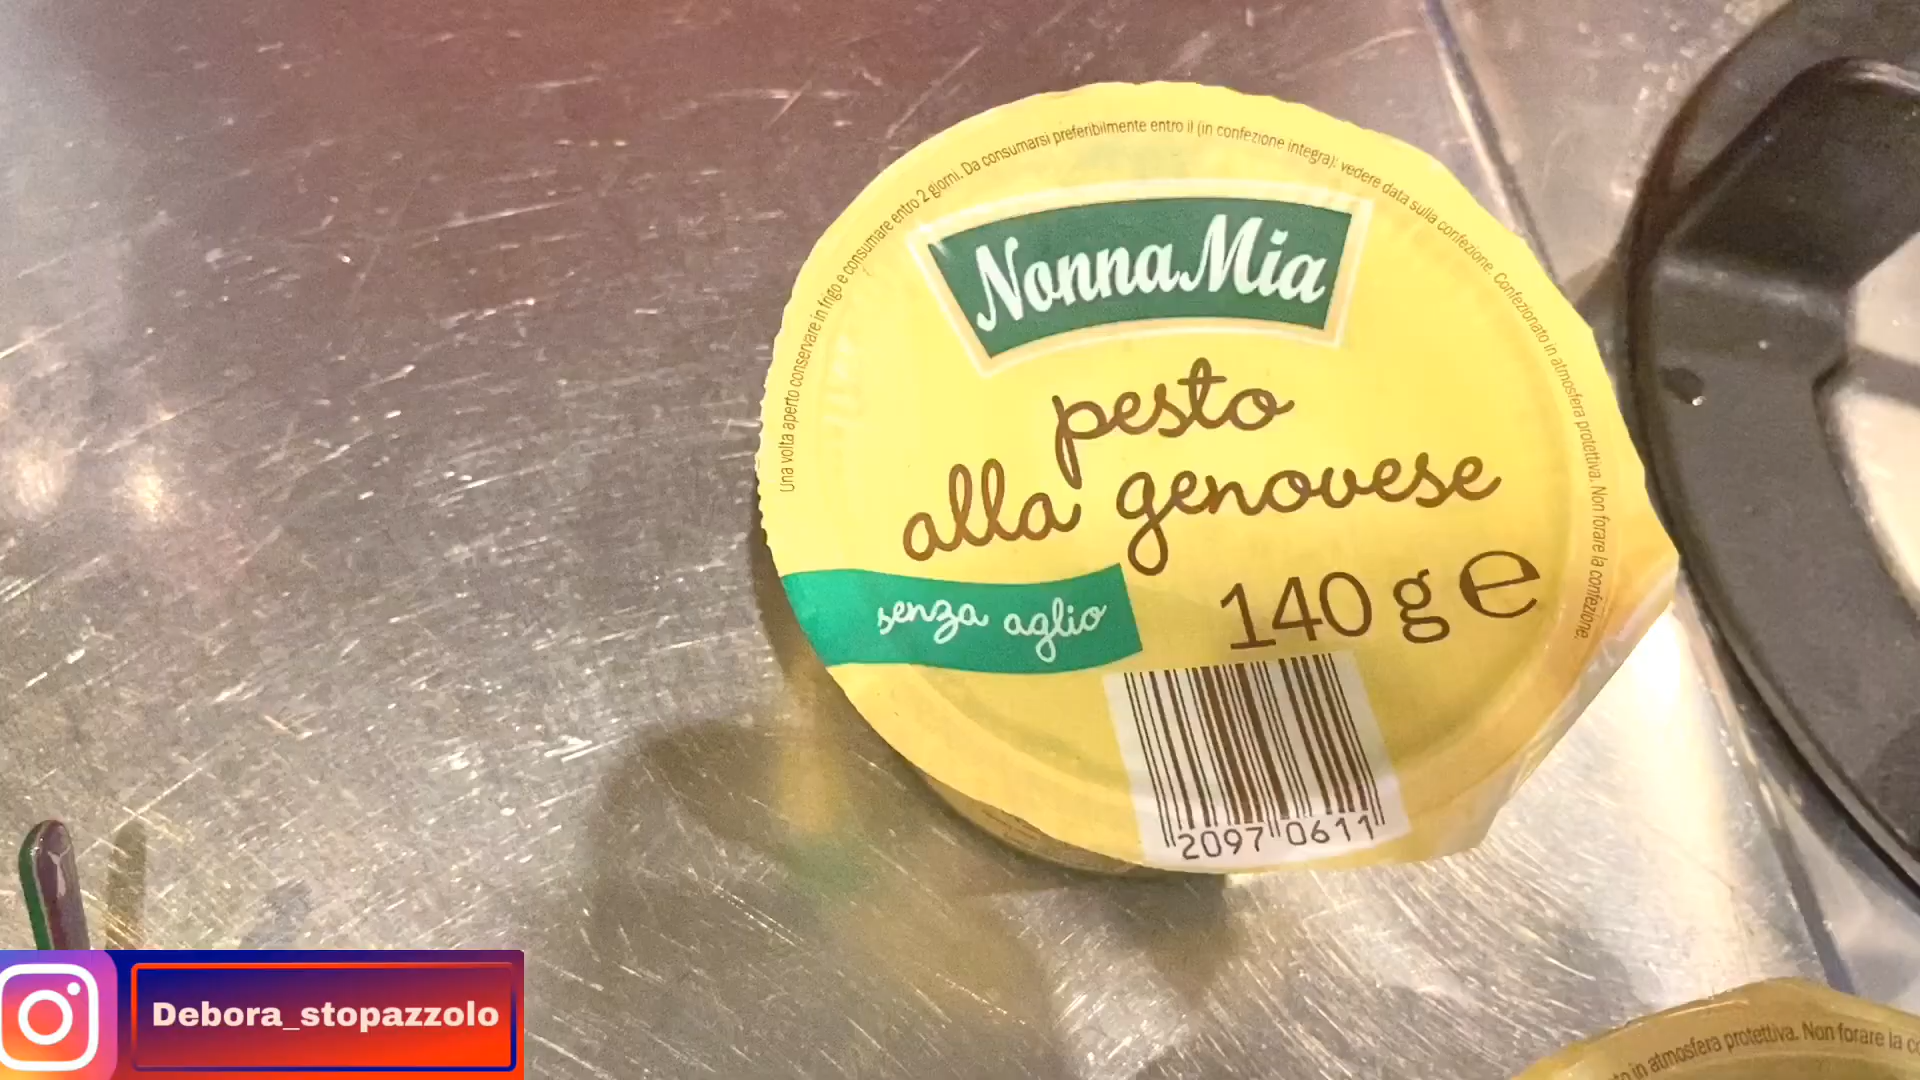 Una volta aperto conservare in frigo e consumare entro 2 giorni. Da consumarsi preferibilmente entro il (in confezione integra): vedere data sulla confezione. Confezionato in atmosfera protettiva. Non forare la confezione.
Nonna Mia
pesto
alla genovese
senza aglio
140 g e
2097 0611
Debora_stopazzolo
in atmosfera protettiva. Non forare la